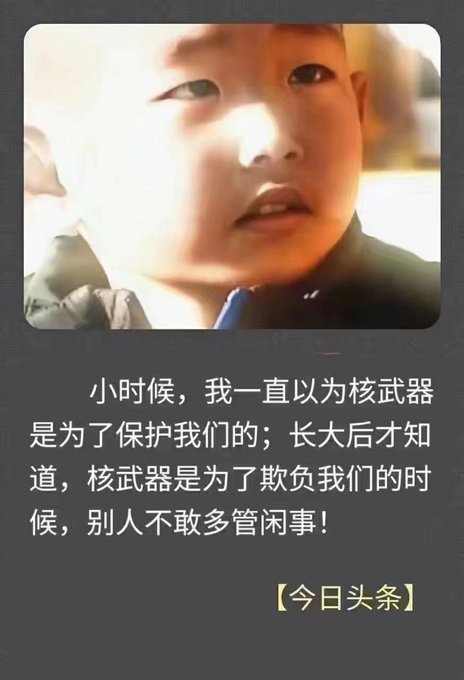 小时候，我一直以为核武器
是为了保护我们的；长大后才知
道，核武器是为了欺负我们的时
候，别人不敢多管闲事！
【今日头条】